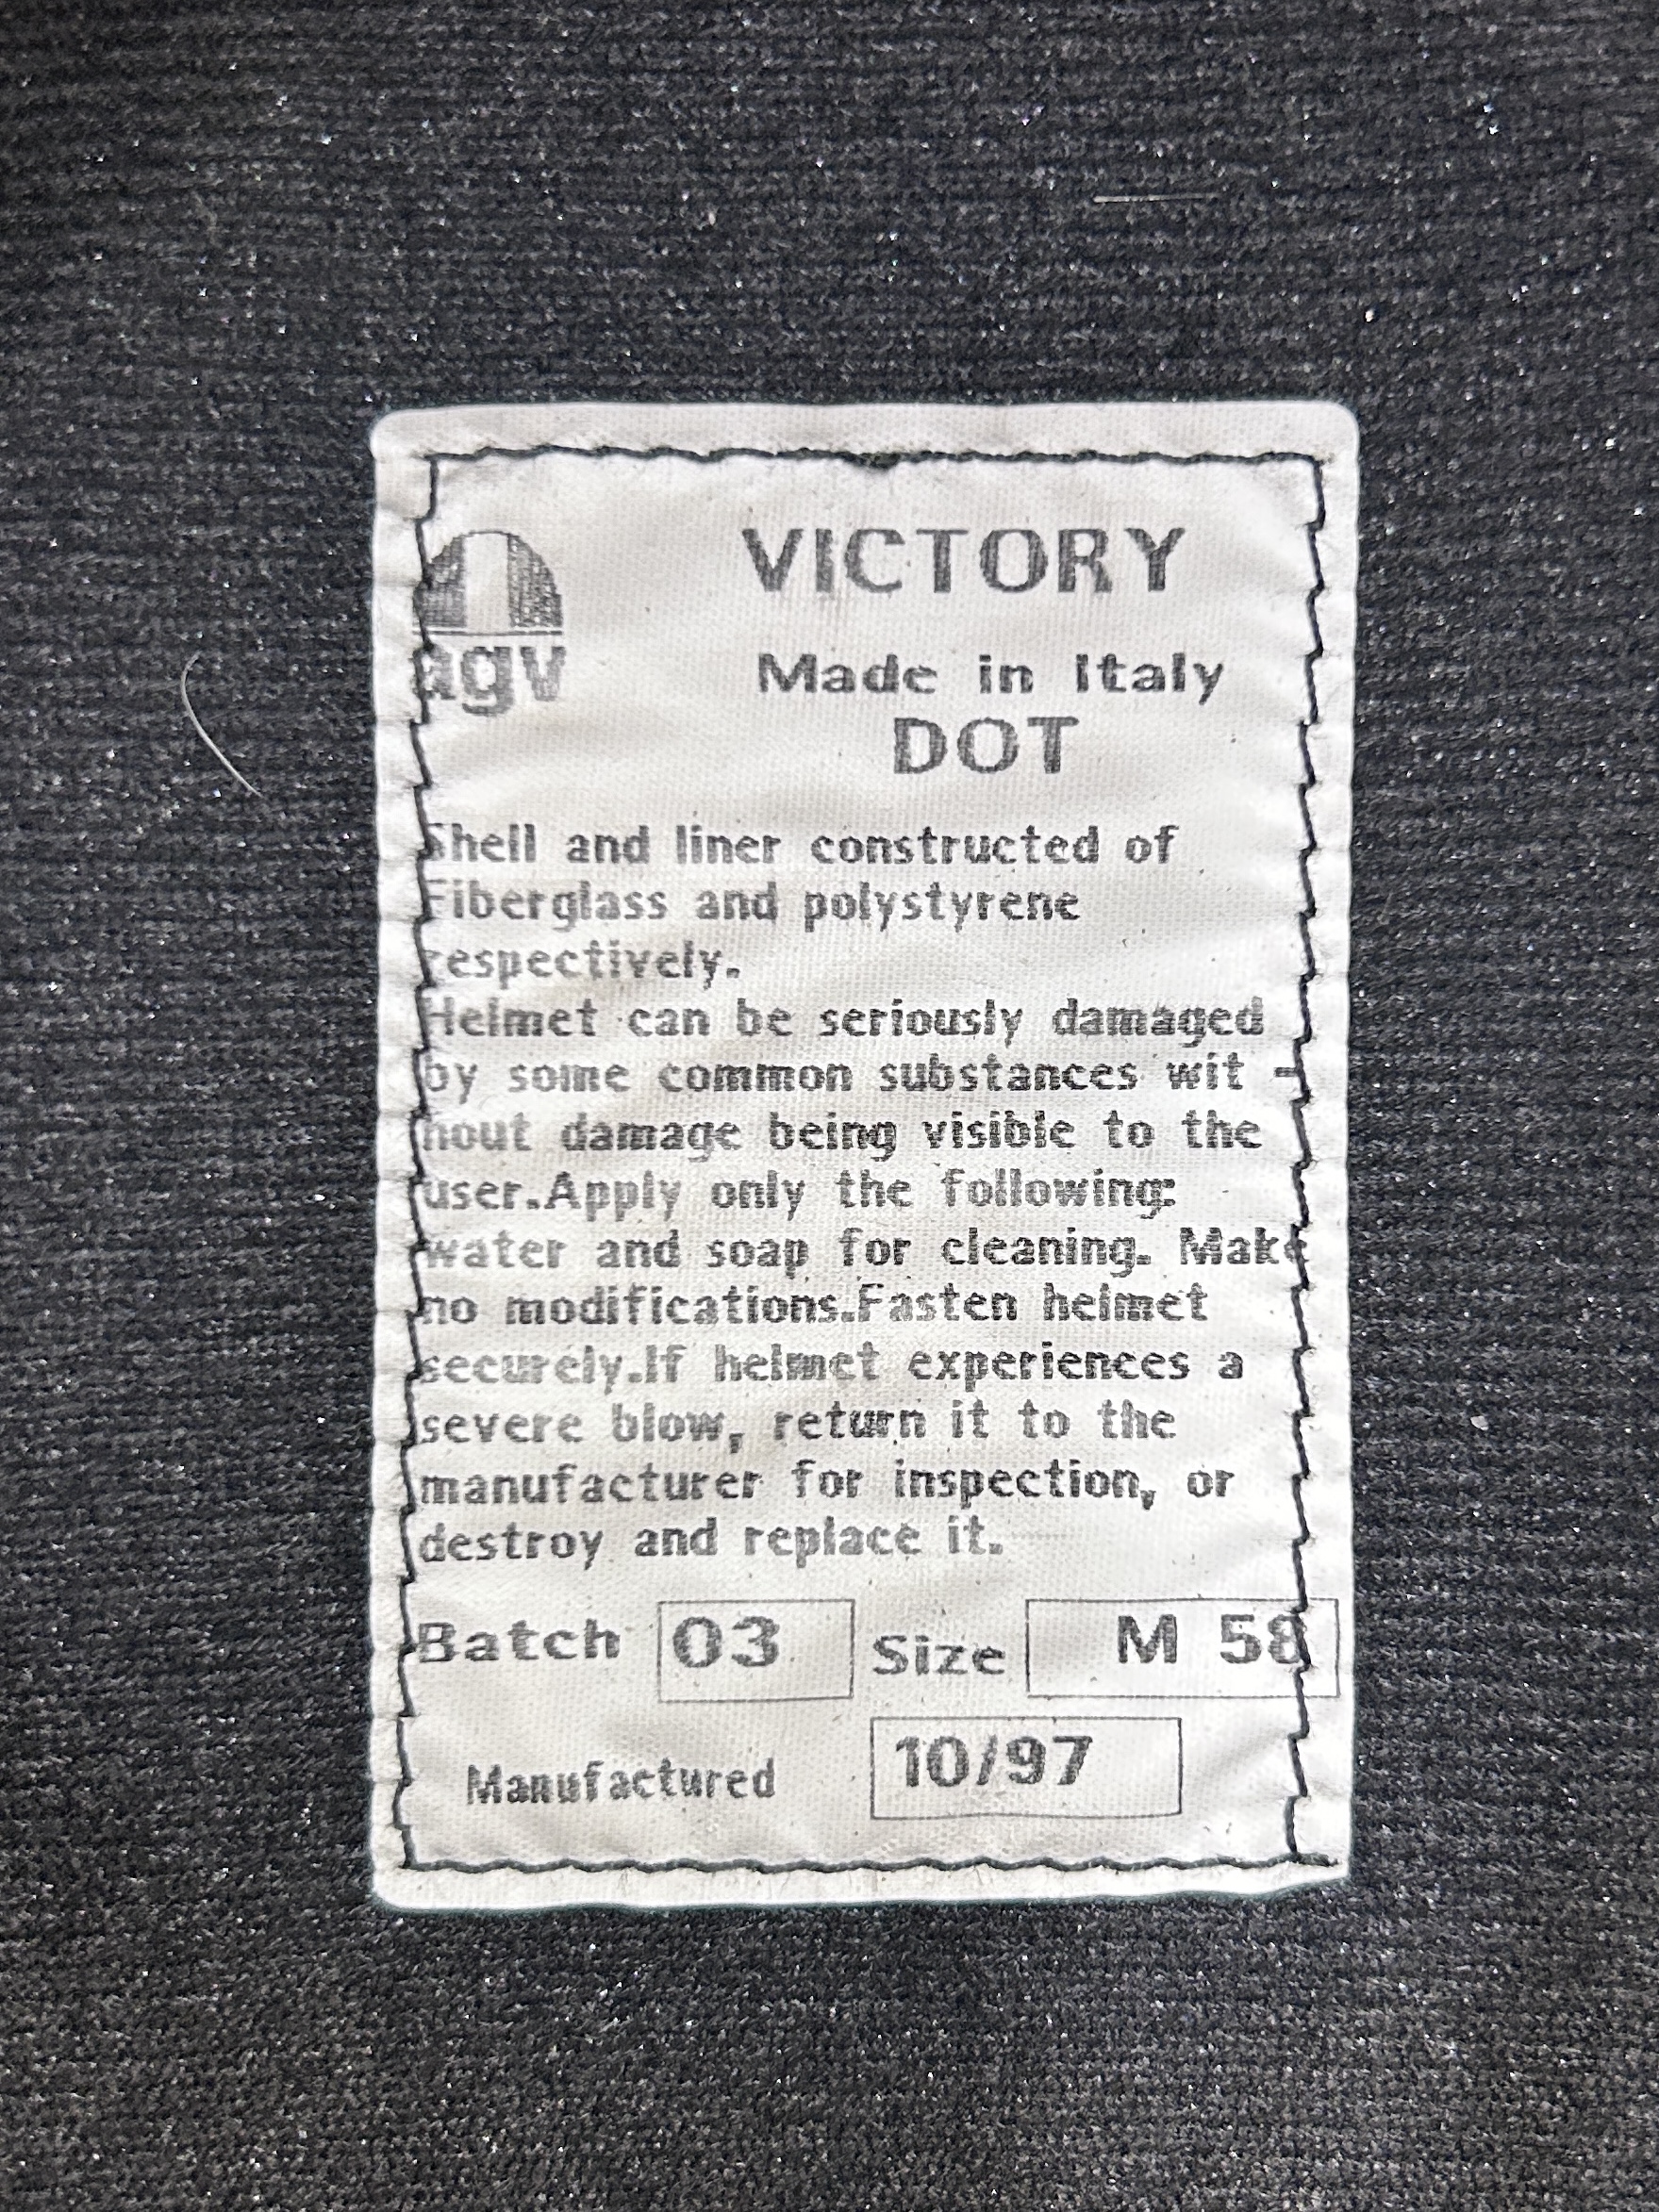 agv
VICTORY
Made in Italy
DOT
Shell and liner constructed of
Fiberglass and polystyrene
respectively.
Helmet can be seriously damaged
by some common substances wit -
hout damage being visible to the
user.Apply only the following:
water and soap for cleaning. Make
no modifications.Fasten helmet
securely.If helmet experiences a
severe blow, return it to the
manufacturer for inspection, or
destroy and replace it.
Batch 03 Size M 58
Manufactured 10/97